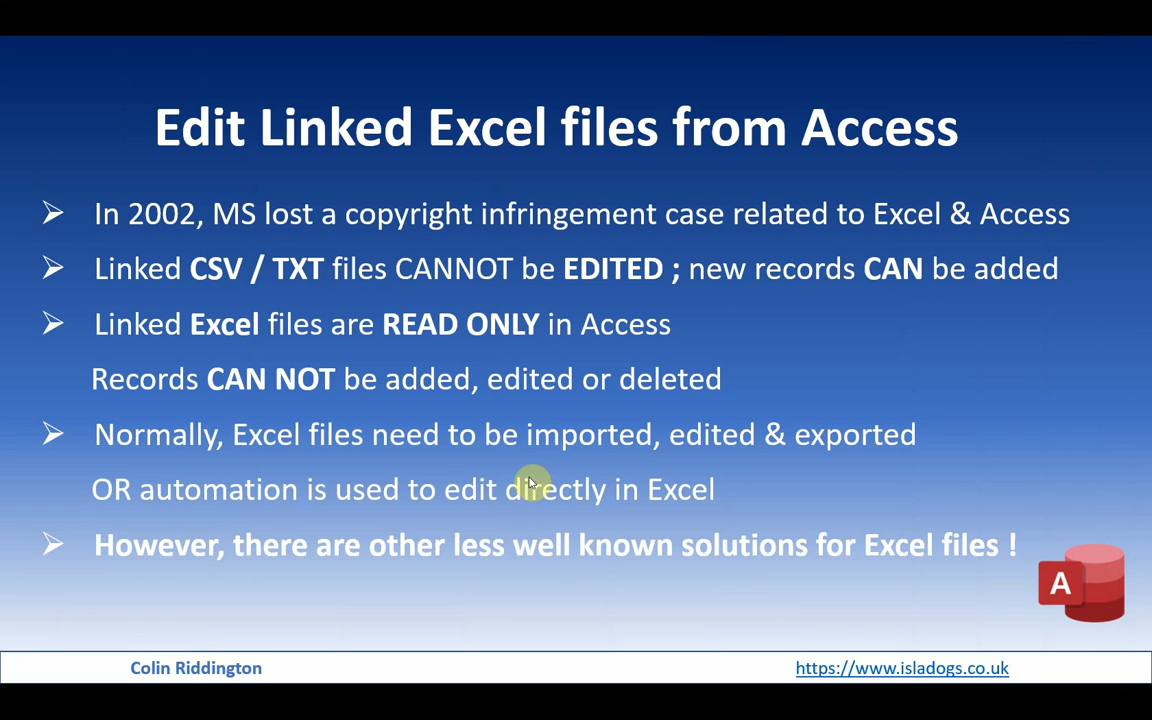 Edit Linked Excel files from Access
➢ In 2002, MS lost a copyright infringement case related to Excel & Access
➢ Linked CSV / TXT files CANNOT be EDITED ; new records CAN be added
➢ Linked Excel files are READ ONLY in Access
Records CAN NOT be added, edited or deleted
➢ Normally, Excel files need to be imported, edited & exported
OR automation is used to edit directly in Excel
➢ However, there are other less well known solutions for Excel files !
A
Colin Riddington
https://www.isladogs.co.uk